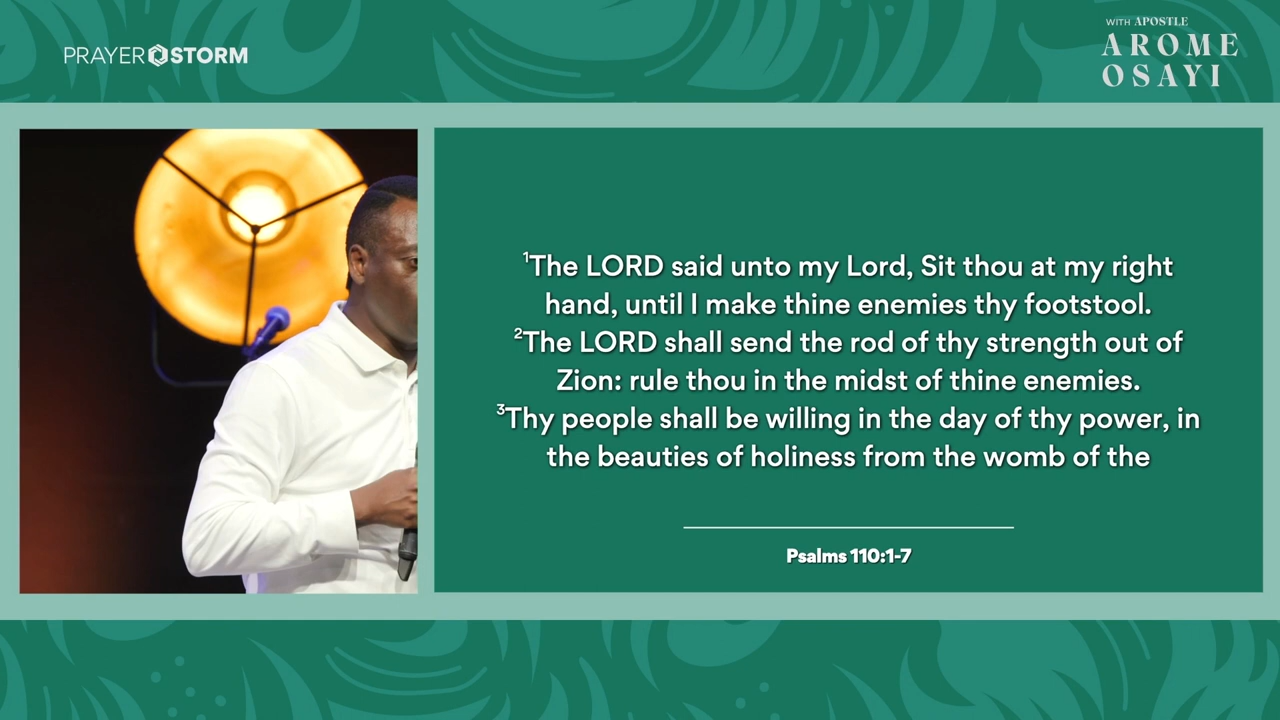 PRAYER STORM
WITH APOSTLE
AROME
OSAYI
¹The LORD said unto my Lord, Sit thou at my right
hand, until I make thine enemies thy footstool.
²The LORD shall send the rod of thy strength out of
Zion: rule thou in the midst of thine enemies.
³Thy people shall be willing in the day of thy power, in
the beauties of holiness from the womb of the
Psalms 110:1-7